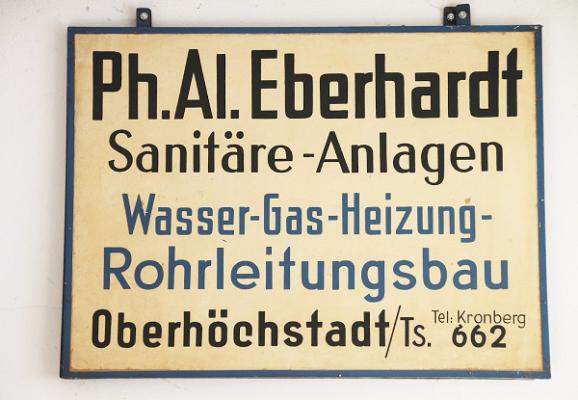 Ph.Al.Eberhardt
Sanitäre-Anlagen
Wasser-Gas-Heizung-
Rohrleitungsbau
Oberhöchstadt/Ts. Tel: Kronberg 662